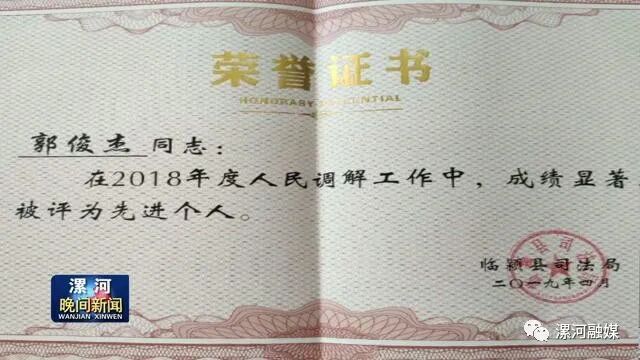 荣誉证书
HONORARY CREDENTIAL
郭俊杰 同志：
在2018年度人民调解工作中，成绩显著
被评为先进个人。
临颍县司法局
二〇一九年四月
漯河
晚间新闻
WANJIAN XINWEN
漯河融媒